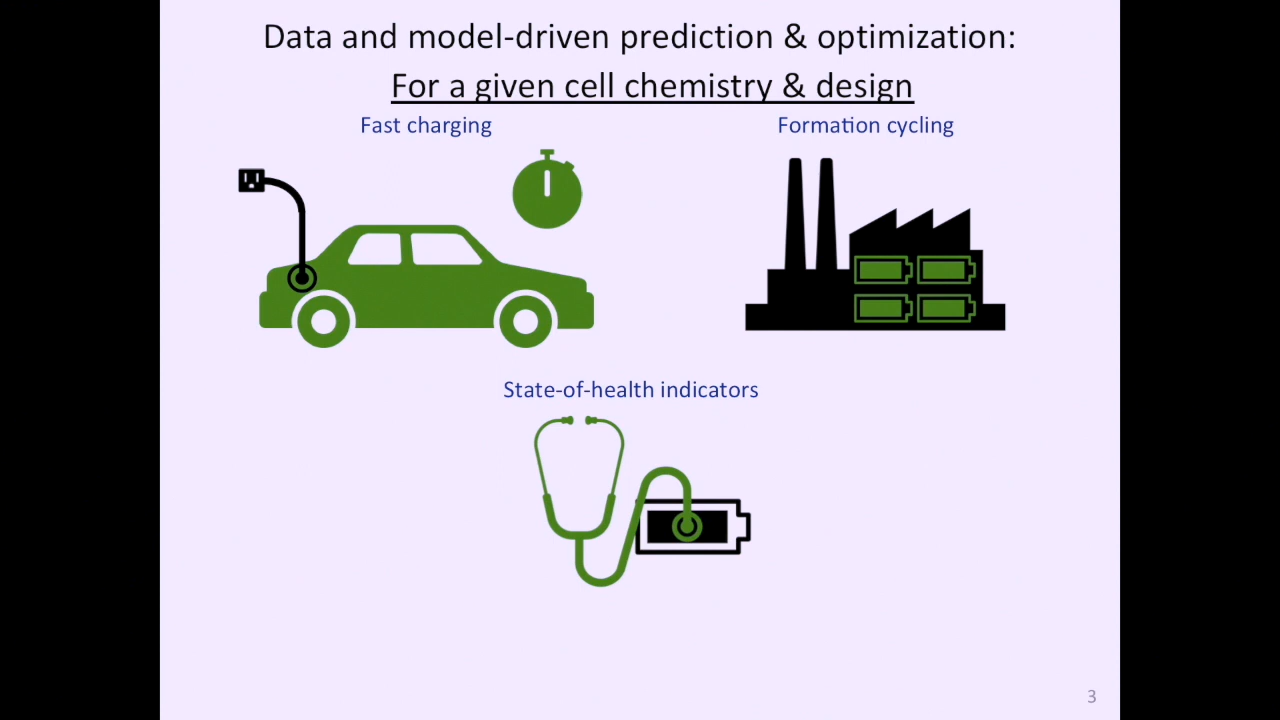 Data and model-driven prediction & optimization:
For a given cell chemistry & design
Fast charging
Formation cycling
State-of-health indicators
3